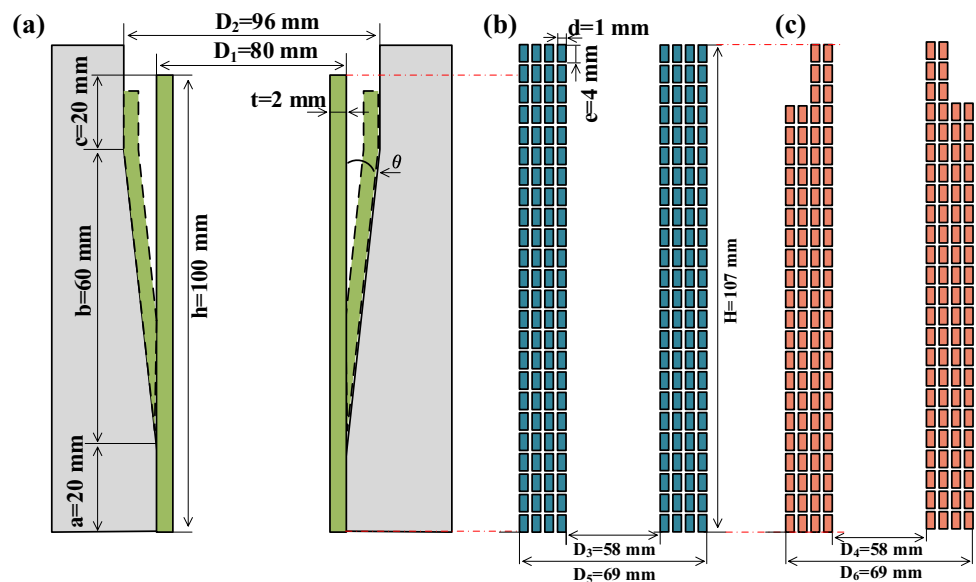 (a)
D₂=96 mm
D₁=80 mm
t=2 mm
c=20 mm
θ
b=60 mm
h=100 mm
a=20 mm
(b)
d=1 mm
e=4 mm
H=107 mm
D₃=58 mm
D₅=69 mm
(c)
D₄=58 mm
D₆=69 mm